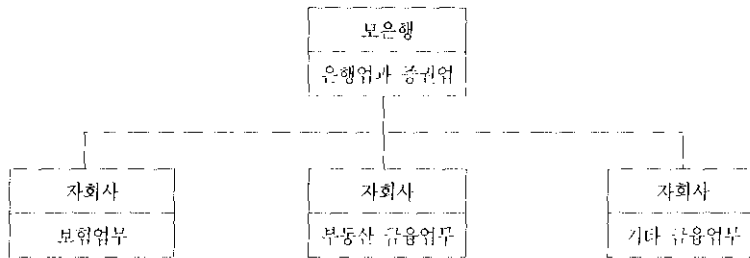 모은행
은행업과 증권업
자회사
자회사
자회사
보험업무
부동산 금융업무
기타 금융업무